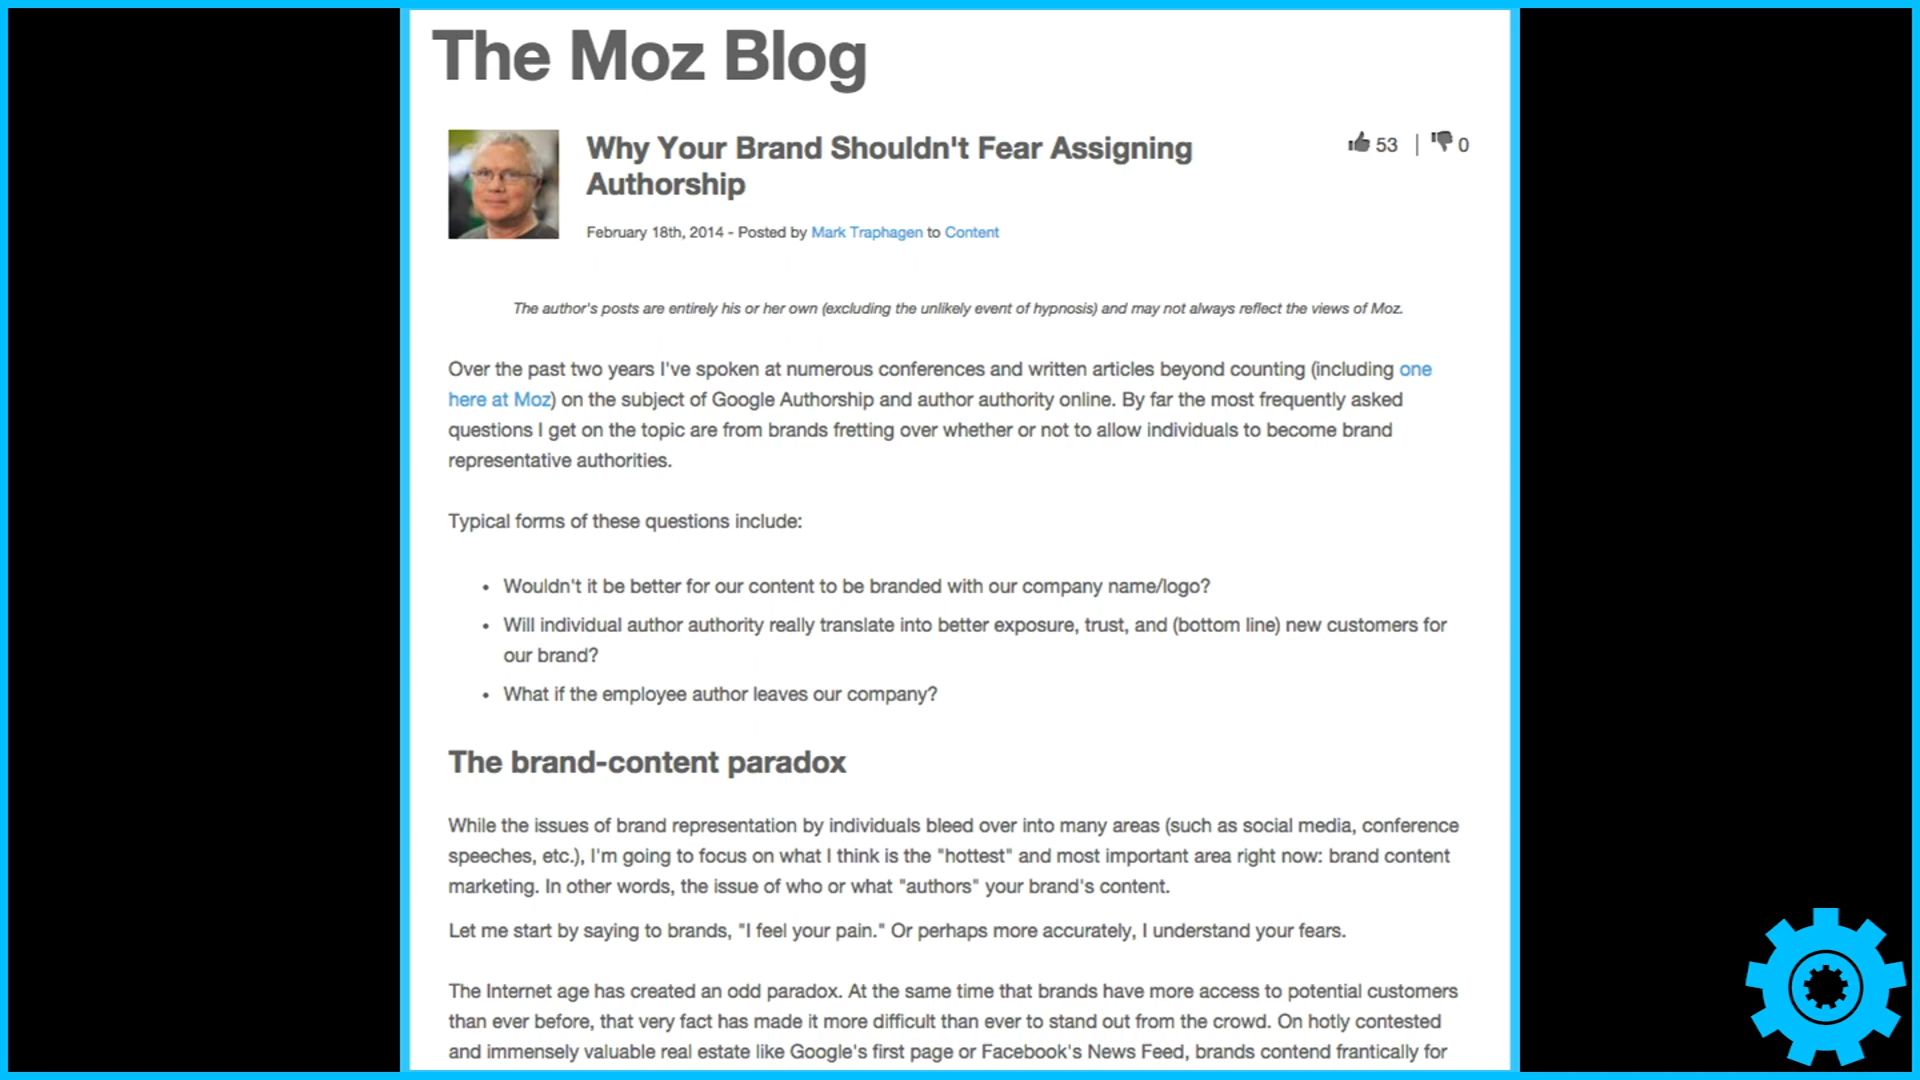 The Moz Blog
Why Your Brand Shouldn't Fear Assigning
Authorship
53 | 0
February 18th, 2014 - Posted by Mark Traphagen to Content
The author's posts are entirely his or her own (excluding the unlikely event of hypnosis) and may not always reflect the views of Moz.
Over the past two years I've spoken at numerous conferences and written articles beyond counting (including one
here at Moz) on the subject of Google Authorship and author authority online. By far the most frequently asked
questions I get on the topic are from brands fretting over whether or not to allow individuals to become brand
representative authorities.
Typical forms of these questions include:
• Wouldn't it be better for our content to be branded with our company name/logo?
• Will individual author authority really translate into better exposure, trust, and (bottom line) new customers for
our brand?
• What if the employee author leaves our company?
The brand-content paradox
While the issues of brand representation by individuals bleed over into many areas (such as social media, conference
speeches, etc.), I'm going to focus on what I think is the "hottest" and most important area right now: brand content
marketing. In other words, the issue of who or what "authors" your brand's content.
Let me start by saying to brands, "I feel your pain." Or perhaps more accurately, I understand your fears.
The Internet age has created an odd paradox. At the same time that brands have more access to potential customers
than ever before, that very fact has made it more difficult than ever to stand out from the crowd. On hotly contested
and immensely valuable real estate like Google's first page or Facebook's News Feed, brands contend frantically for